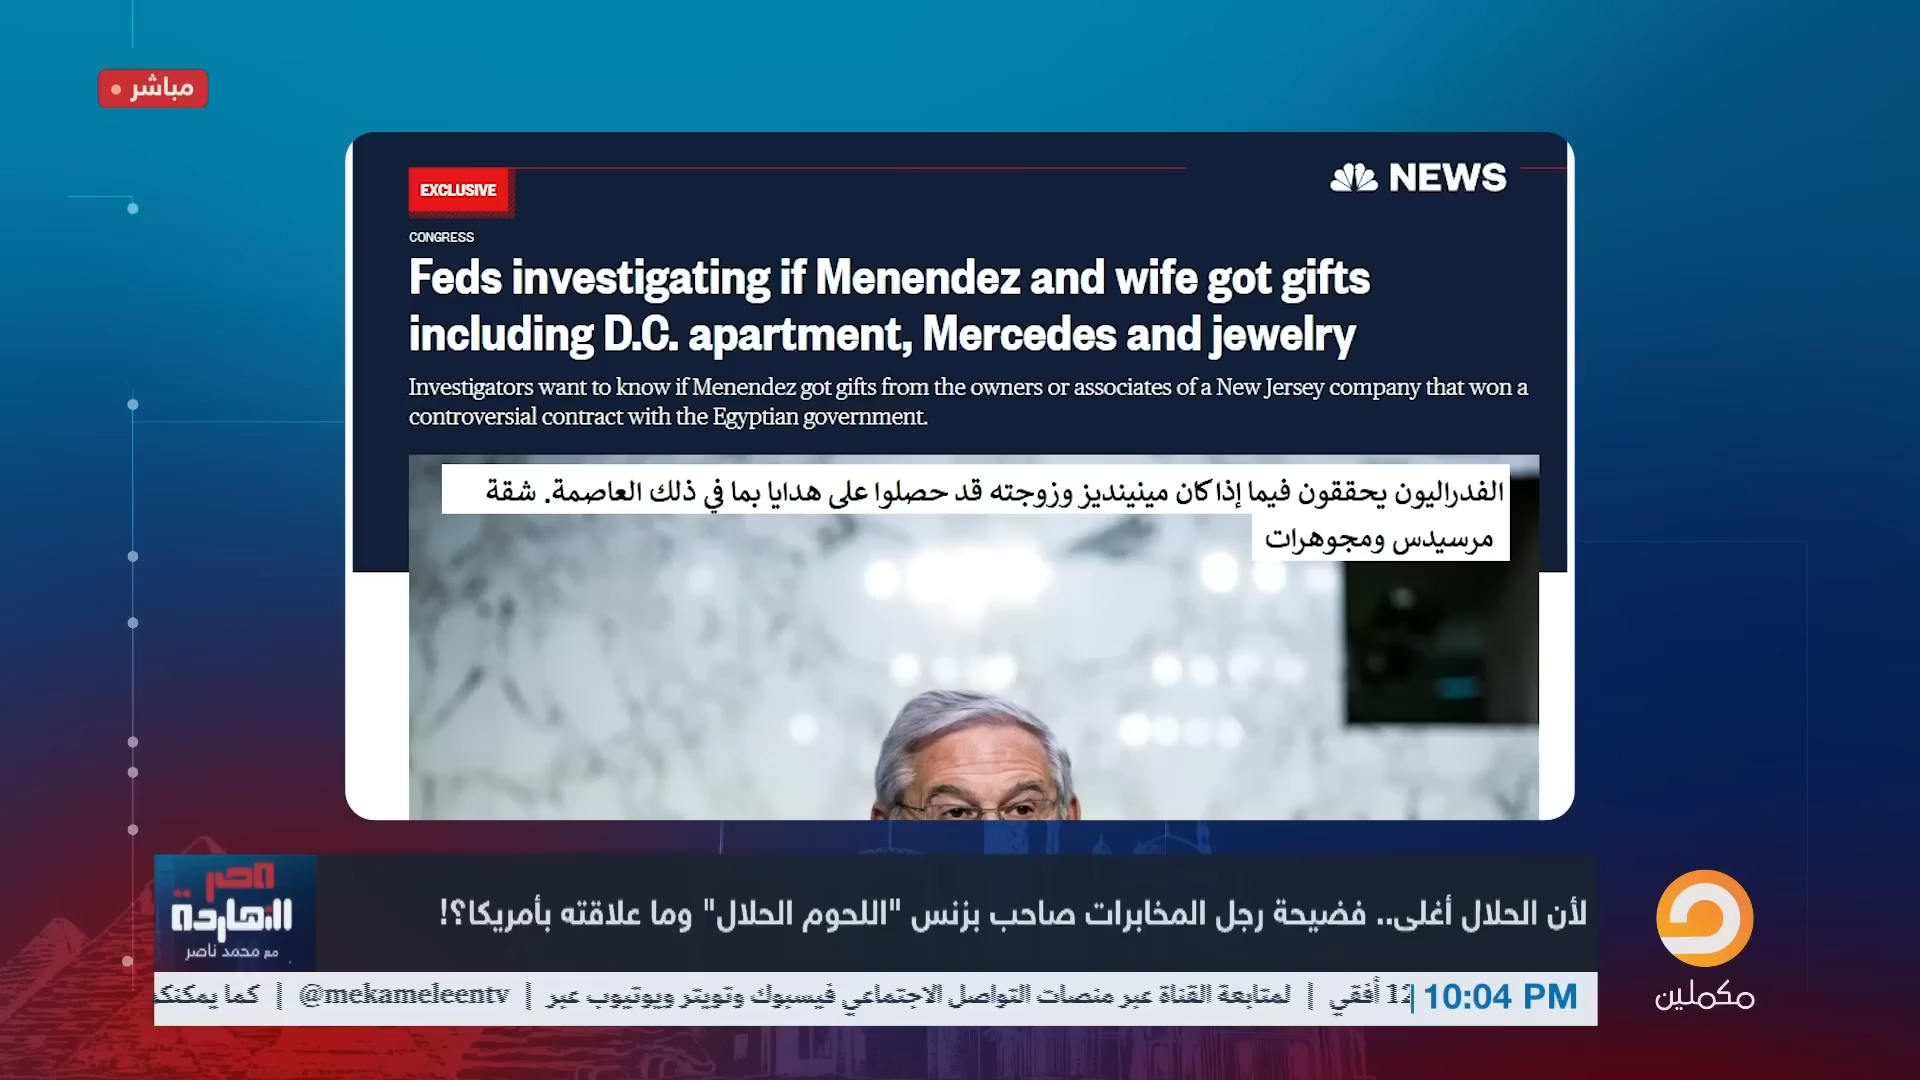 مباشر
NEWS
EXCLUSIVE
CONGRESS
Feds investigating if Menendez and wife got gifts
including D.C. apartment, Mercedes and jewelry
Investigators want to know if Menendez got gifts from the owners or associates of a New Jersey company that won a
controversial contract with the Egyptian government.
الفدراليون يحققون فيما إذا كان مينينديز وزوجته قد حصلوا على هدايا بما في ذلك العاصمة. شقة
مرسيدس ومجوهرات
مصر
النهاردة
مع محمد ناصر
لأن الحلال أغلى.. فضيحة رجل المخابرات صاحب بزنس "اللحوم الحلال" وما علاقته بأمريكا؟!
10:04 PM
12 أفقي | لمتابعة القناة عبر منصات التواصل الاجتماعي فيسبوك وتويتر ويوتيوب عبر | @mekameleentv | كما يمكنكم
مكملين